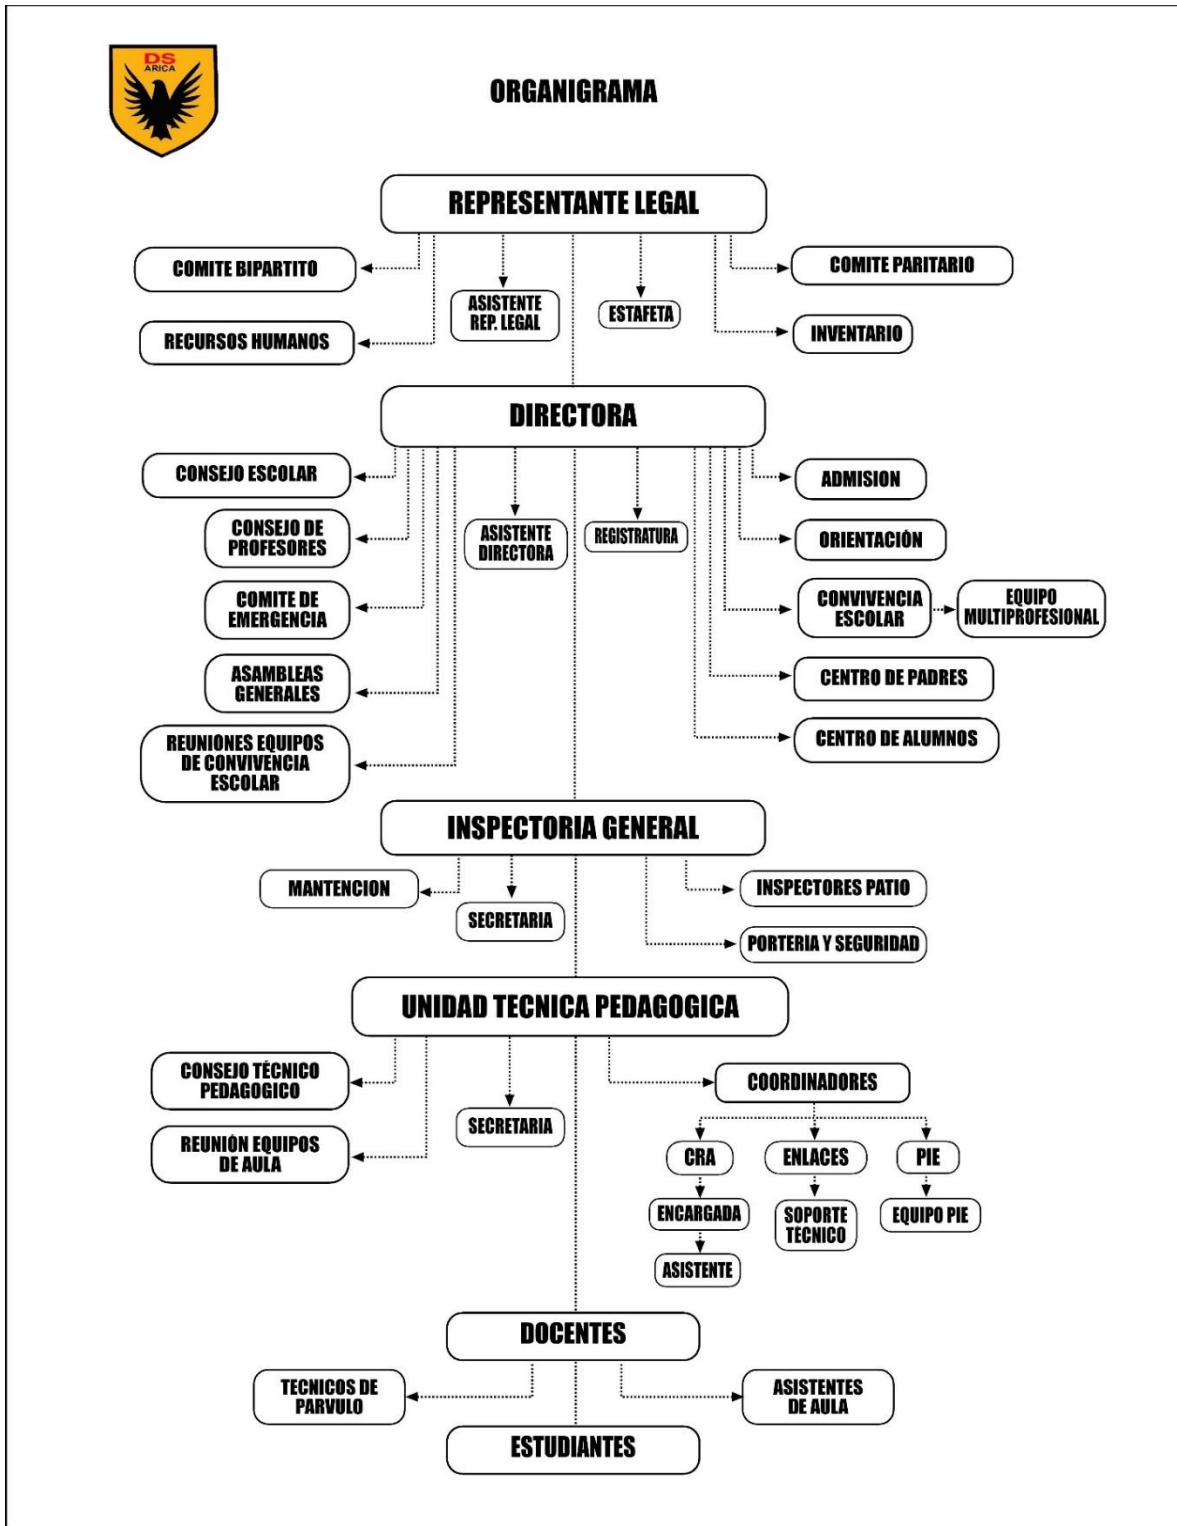 DS
ARICA
ORGANIGRAMA
REPRESENTANTE LEGAL
COMITE BIPARTITO
COMITE PARITARIO
ASISTENTE
REP. LEGAL
ESTAFETA
RECURSOS HUMANOS
INVENTARIO
DIRECTORA
CONSEJO ESCOLAR
ADMISION
CONSEJO DE
PROFESORES
ASISTENTE
DIRECTORA
REGISTRATURA
ORIENTACIÓN
COMITE DE
EMERGENCIA
CONVIVENCIA
ESCOLAR
EQUIPO
MULTIPROFESIONAL
ASAMBLEAS
GENERALES
CENTRO DE PADRES
REUNIONES EQUIPOS
DE CONVIVENCIA
ESCOLAR
CENTRO DE ALUMNOS
INSPECTORIA GENERAL
MANTENCION
SECRETARIA
INSPECTORES PATIO
PORTERIA Y SEGURIDAD
UNIDAD TECNICA PEDAGOGICA
CONSEJO TÉCNICO
PEDAGOGICO
COORDINADORES
SECRETARIA
REUNIÓN EQUIPOS
DE AULA
CRA
ENLACES
PIE
ENCARGADA
SOPORTE
TÉCNICO
EQUIPO PIE
ASISTENTE
DOCENTES
TECNICOS DE
PARVULO
ASISTENTES
DE AULA
ESTUDIANTES